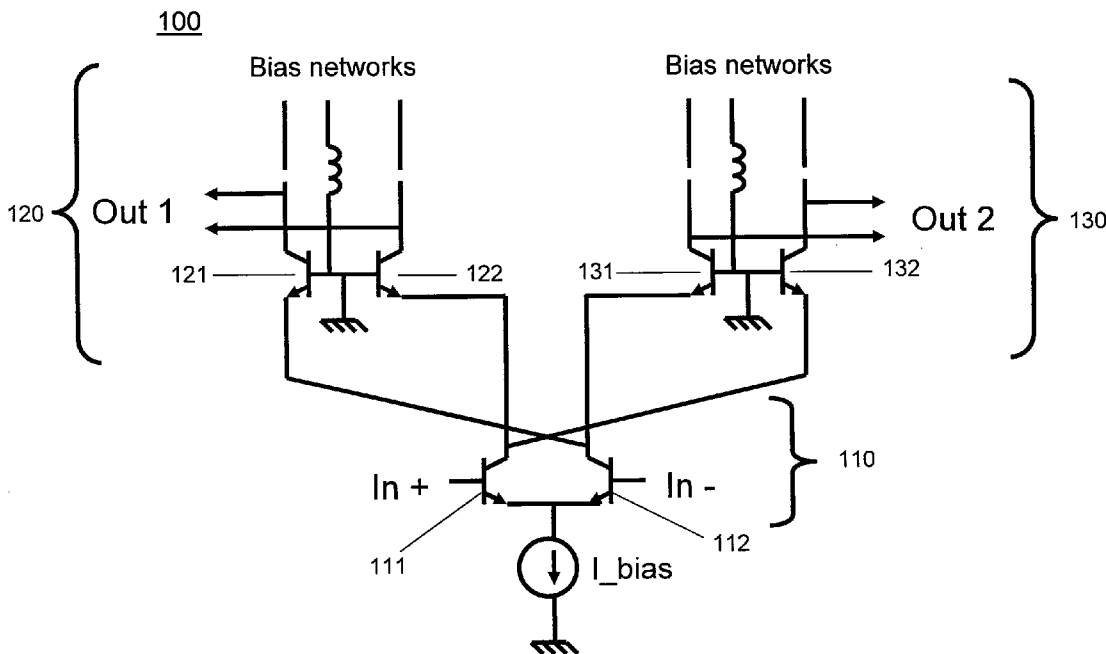 100
Bias networks
Bias networks
120
Out 1
Out 2
130
121
122
131
132
In +
In -
110
111
112
I_bias